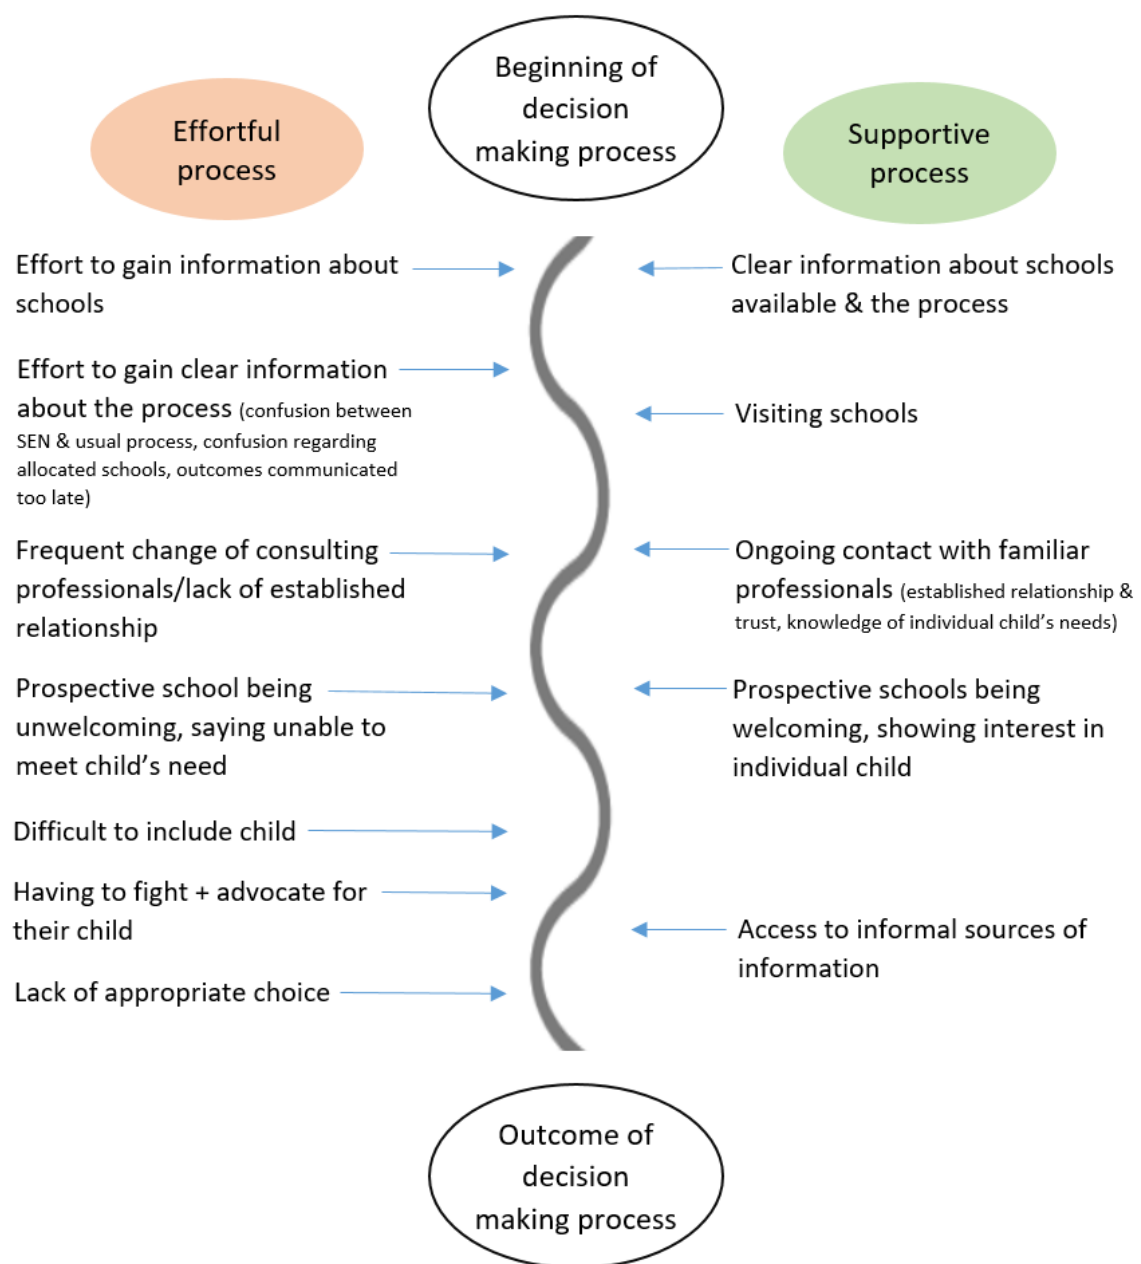 Beginning of
decision
making process
Effortful
process
Supportive
process
Effort to gain information about
schools
Clear information about schools
available & the process
Effort to gain clear information
about the process (confusion between
SEN & usual process, confusion regarding
allocated schools, outcomes communicated
too late)
Visiting schools
Frequent change of consulting
professionals/lack of established
relationship
Ongoing contact with familiar
professionals (established relationship &
trust, knowledge of individual child's needs)
Prospective school being
unwelcoming, saying unable to
meet child's need
Prospective schools being
welcoming, showing interest in
individual child
Difficult to include child
Having to fight + advocate for
their child
Access to informal sources of
information
Lack of appropriate choice
Outcome of
decision
making process